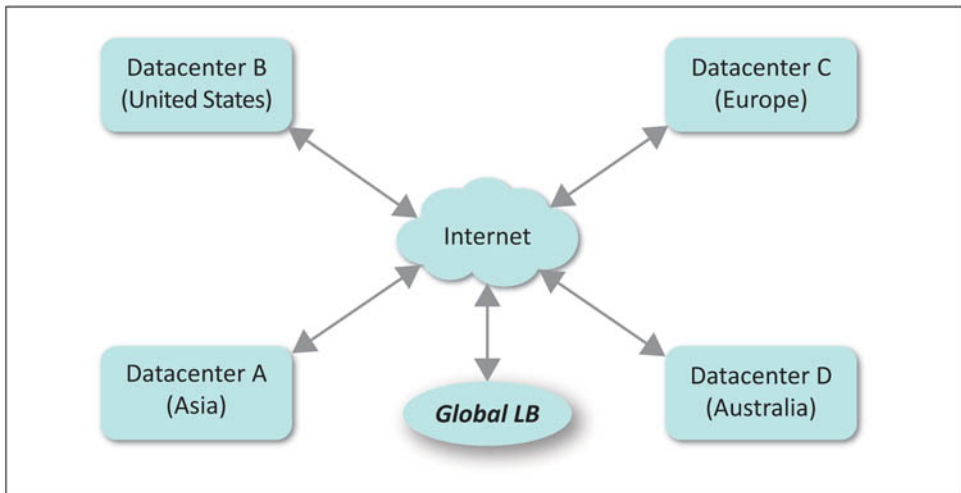 Datacenter B
(United States)
Datacenter C
(Europe)
Internet
Datacenter A
(Asia)
Global LB
Datacenter D
(Australia)